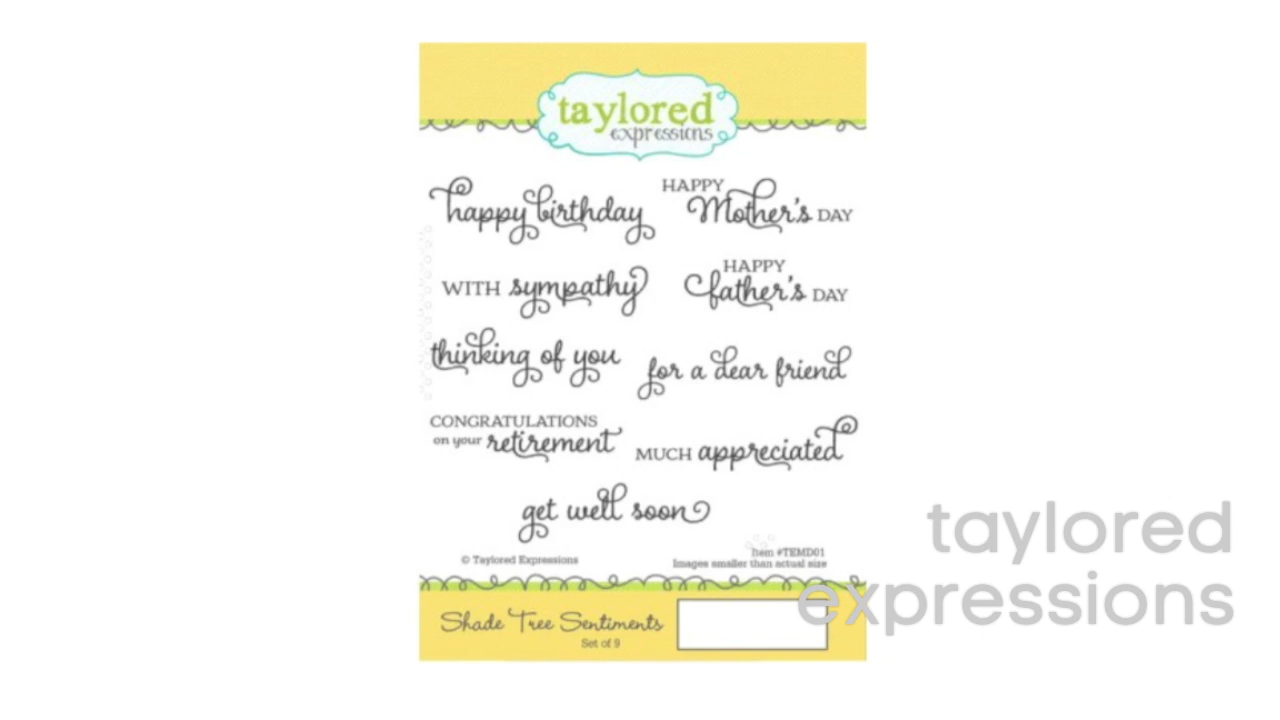 taylored
expressions
happy birthday
HAPPY
Mother's DAY
WITH sympathy
HAPPY
father's DAY
thinking of you
for a dear friend
CONGRATULATIONS
on your retirement
MUCH appreciated
get well soon
© Taylored Expressions
Item #TEMD01
Images smaller than actual size
Shade Tree Sentiments
Set of 9
taylored
expressions